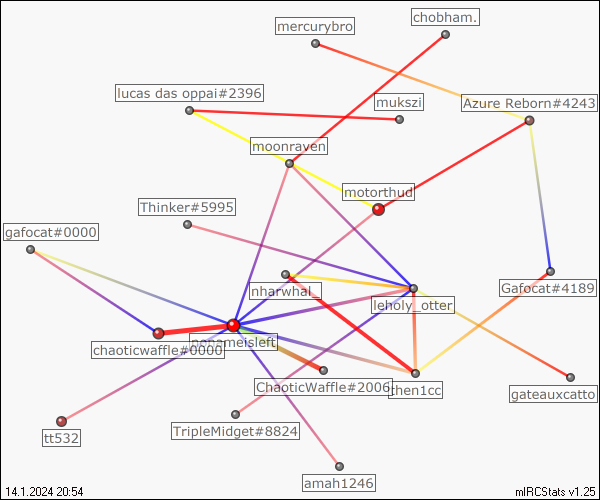 chobham.
mercurybro
lucas das oppai#2396
mukszi
Azure Reborn#4243
moonraven
motorthud
Thinker#5995
gafocat#0000
Gafocat#4189
nharwhal_
leholy_otter
nonameisleft
chaoticwaffle#0000
ChaoticWaffle#2006
then1cc
gateauxcatto
TripleMidget#8824
tt532
amah1246
14.1.2024 20:54
mIRCStats v1.25